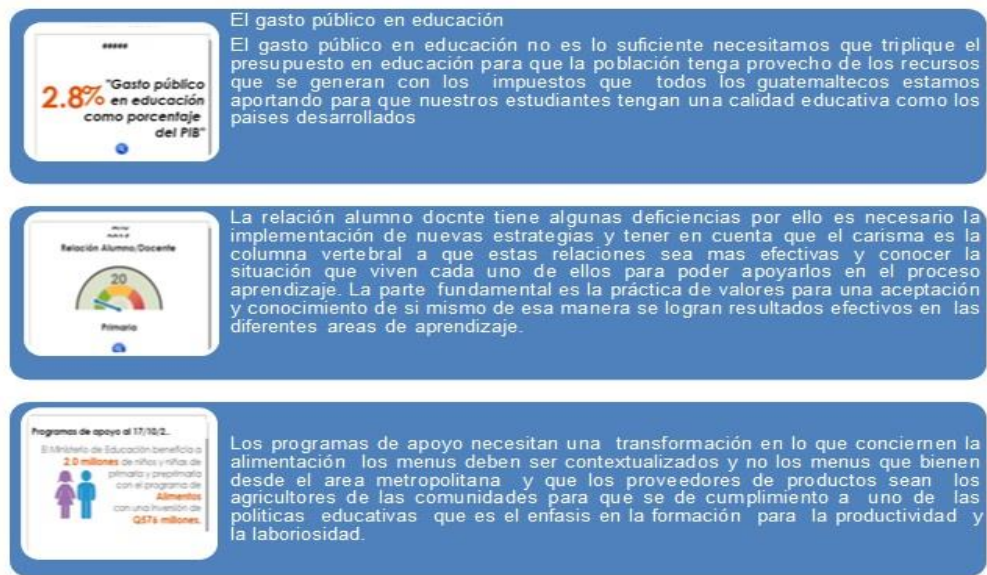 El gasto público en educación
#####
2.8% "Gasto público
en educación
como porcentaje
del PIB"
El gasto público en educación no es lo suficiente necesitamos que triplique el
presupuesto en educación para que la población tenga provecho de los recursos
que se generan con los impuestos que todos los guatemaltecos estamos
aportando para que nuestros estudiantes tengan una calidad educativa como los
paises desarrollados
Relación Alumno/Docente
20
Primaria
La relación alumno docnte tiene algunas deficiencias por ello es necesario la
implementación de nuevas estrategias y tener en cuenta que el carisma es la
columna vertebral a que estas relaciones sea mas efectivas y conocer la
situación que viven cada uno de ellos para poder apoyarlos en el proceso
aprendizaje. La parte fundamental es la práctica de valores para una aceptación
y conocimiento de si mismo de esa manera se logran resultados efectivos en las
diferentes areas de aprendizaje.
Programas de apoyo al 17/10/2...
El Ministerio de Educación beneficia a
2.0 millones de niños y niñas de
primaria y preprimaria
con el programa de
Alimentos
con una inversión de
Q576 millones.
Los programas de apoyo necesitan una transformación en lo que conciernen la
alimentación los menus deben ser contextualizados y no los menus que bienen
desde el area metropolitana y que los proveedores de productos sean los
agricultores de las comunidades para que se de cumplimiento a uno de las
politicas educativas que es el enfasis en la formación para la productividad y
la laboriosidad.